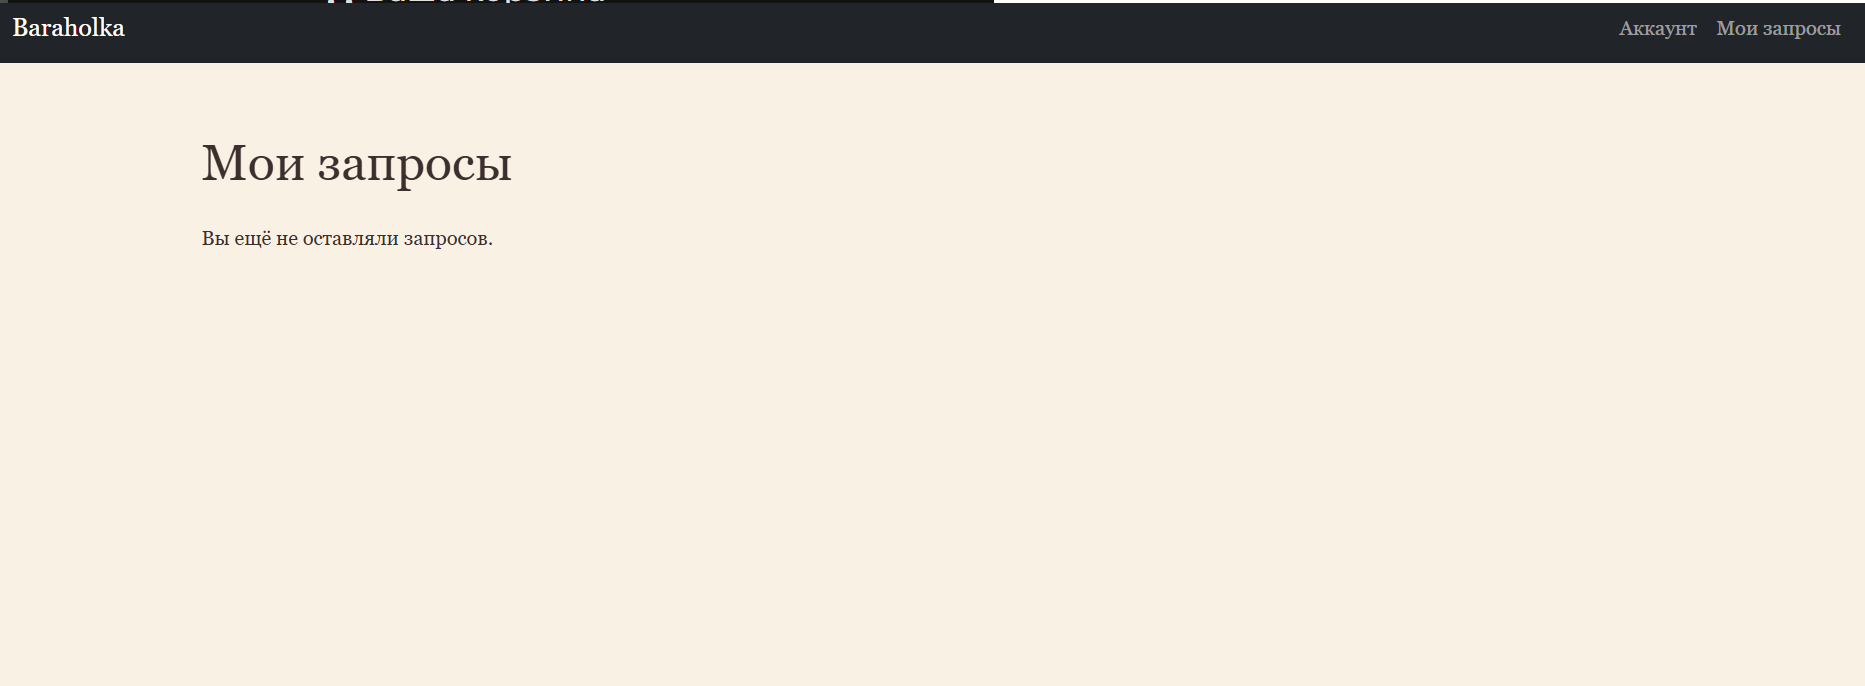 Baraholka
Аккаунт Мои запросы
Мои запросы
Вы ещё не оставляли запросов.